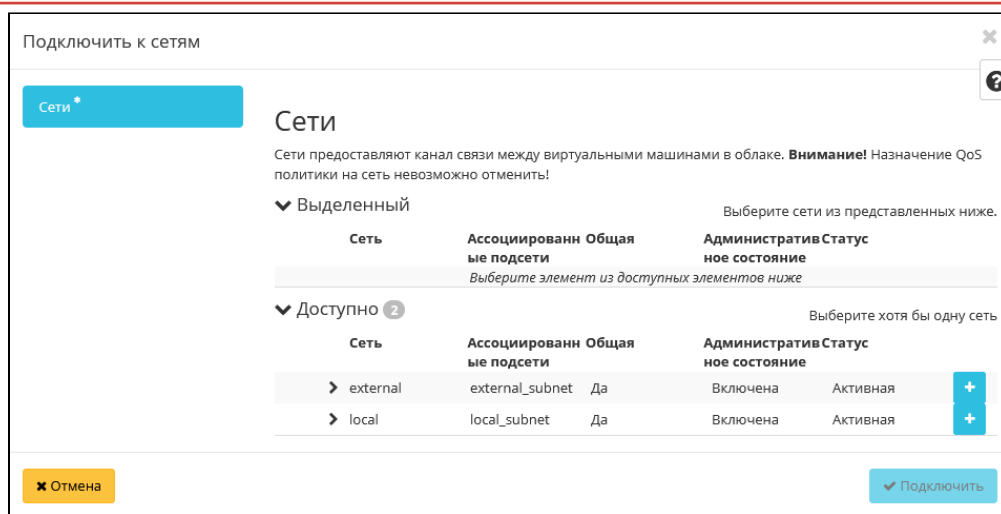 Подключить к сетям
Сети *
Сети
Сети предоставляют канал связи между виртуальными машинами в облаке. Внимание! Назначение QoS
политики на сеть невозможно отменить!
Выделенный
Выберите сети из представленных ниже.
Сеть Ассоциированн Общая Административ Статус
ые подсети ное состояние
Выберите элемент из доступных элементов ниже
Доступно 2
Выберите хотя бы одну сеть
Сеть Ассоциированн Общая Административ Статус
ые подсети ное состояние
external external_subnet Да Включена Активная
local local_subnet Да Включена Активная
Отмена Подключить